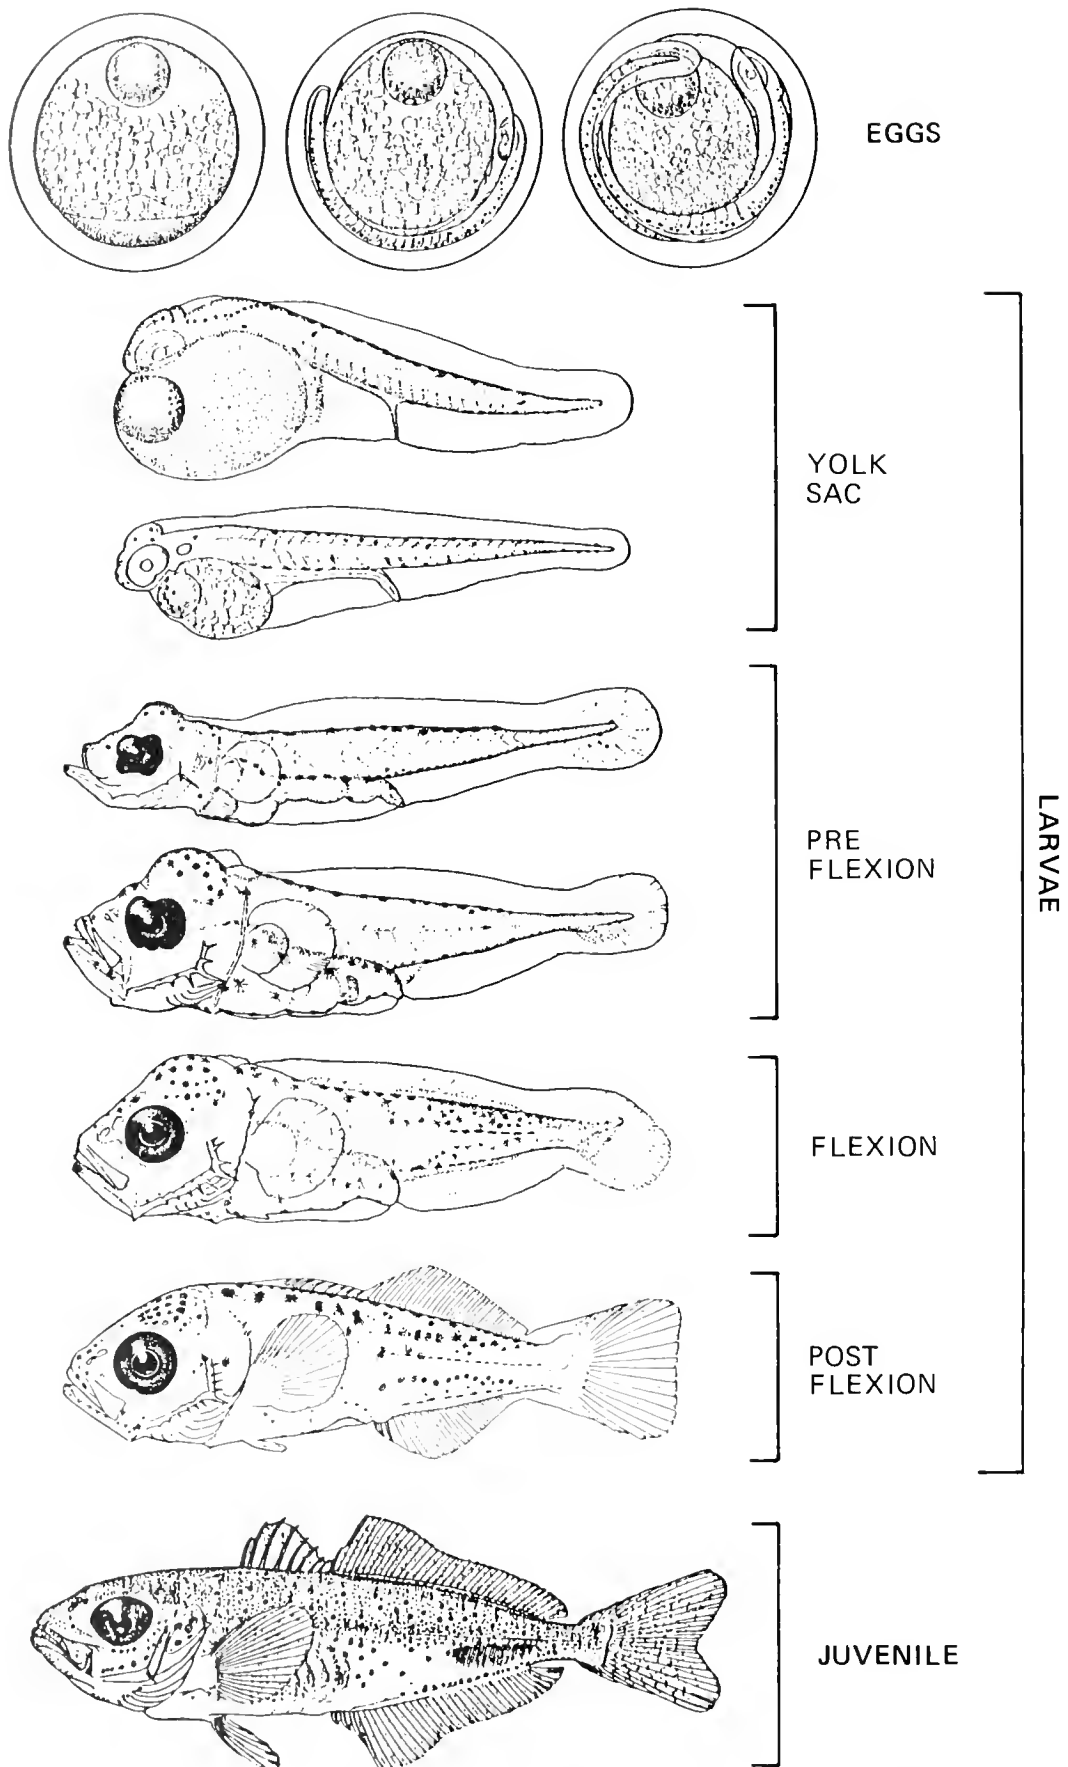 EGGS
YOLK
SAC
PRE
FLEXION
LARVAE
FLEXION
POST
FLEXION
JUVENILE